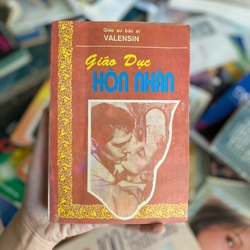 Giáo sư bác sĩ
VALENSIN
Giáo Dục
HÔN NHÂN